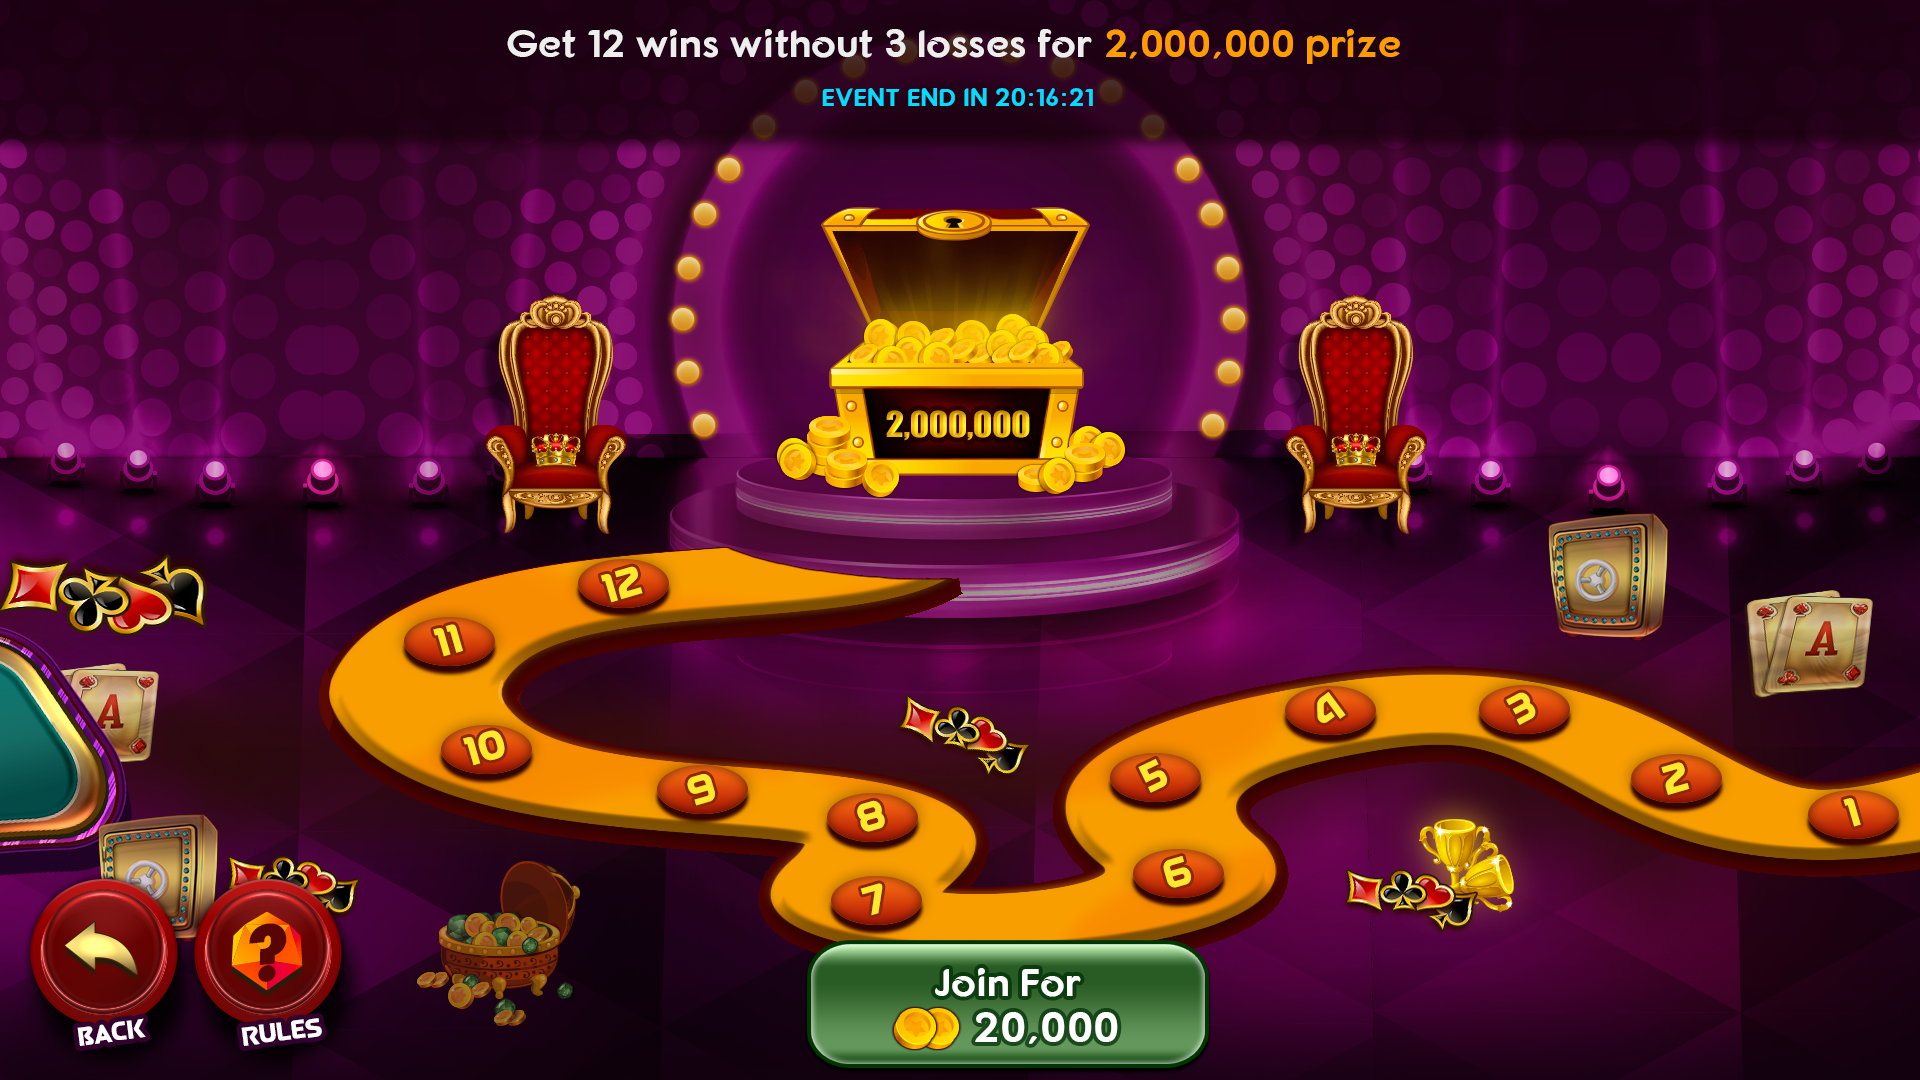 Get 12 wins without 3 losses for 2,000,000 prize
EVENT END IN 20:16:21
2,000,000
12
11
10
9
8
7
6
5
4
3
2
1
A
A
BACK
RULES
?
Join For
20,000